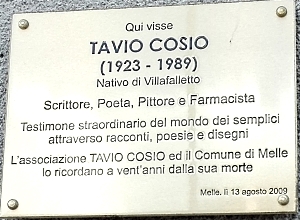 Qui visse
TAVIO COSIO
(1923 - 1989)
Nativo di Villafalletto
Scrittore, Poeta, Pittore e Farmacista
Testimone straordinario del mondo dei semplici
attraverso racconti, poesie e disegni
L'associazione TAVIO COSIO ed il Comune di Melle
lo ricordano a vent'anni dalla sua morte
Melle, lì 13 agosto 2009